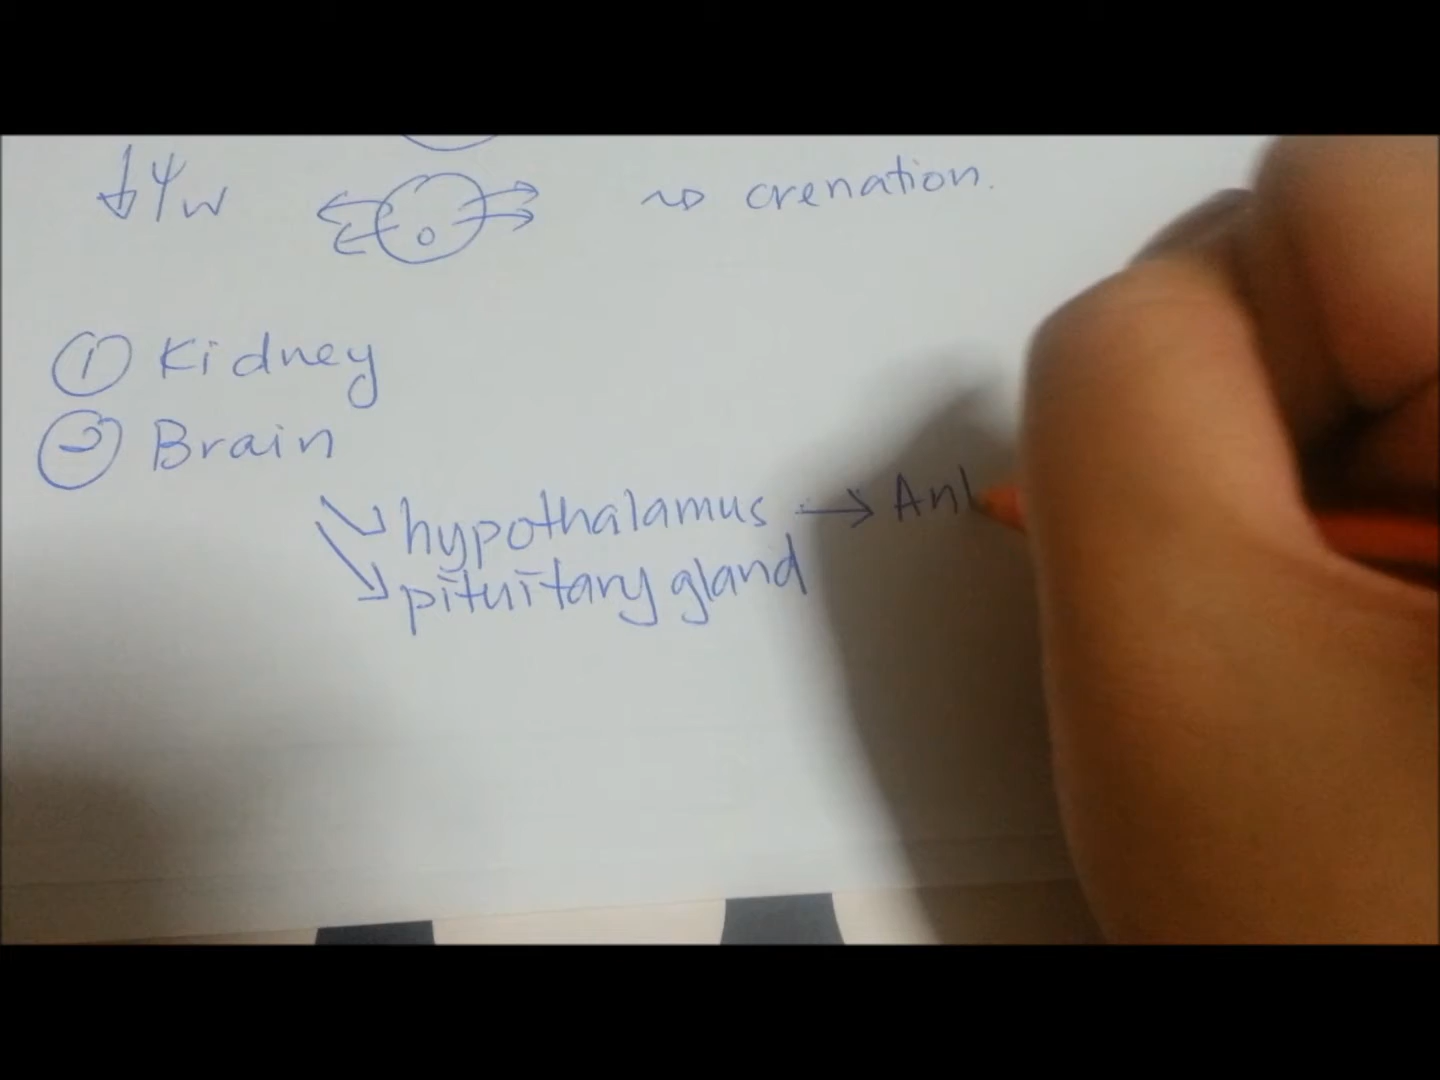 ↓Ψw ⇝ crenation.
① Kidney
② Brain
hypothalamus → An
pituitary gland